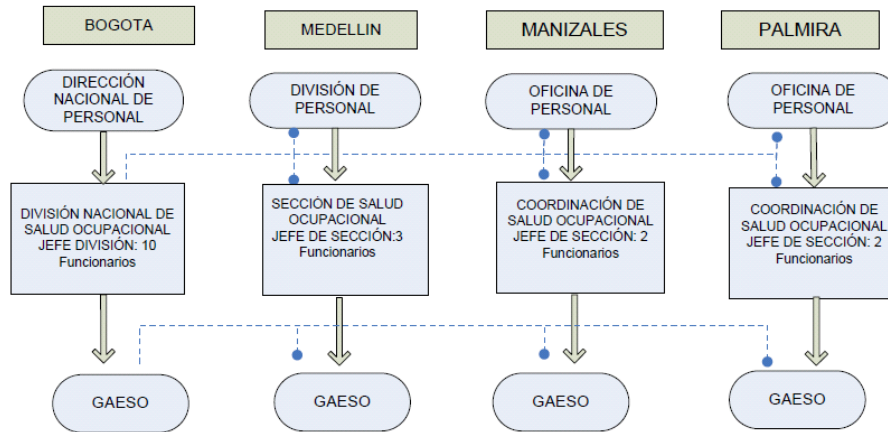 BOGOTA
MEDELLIN
MANIZALES
PALMIRA
DIRECCIÓN
NACIONAL DE
PERSONAL
DIVISIÓN DE
PERSONAL
OFICINA DE
PERSONAL
OFICINA DE
PERSONAL
DIVISIÓN NACIONAL DE
SALUD OCUPACIONAL
JEFE DIVISIÓN: 10
Funcionarios
SECCIÓN DE SALUD
OCUPACIONAL
JEFE DE SECCIÓN:3
Funcionarios
COORDINACIÓN DE
SALUD OCUPACIONAL
JEFE DE SECCIÓN: 2
Funcionarios
COORDINACIÓN DE
SALUD OCUPACIONAL
JEFE DE SECCIÓN: 2
Funcionarios
GAESO
GAESO
GAESO
GAESO